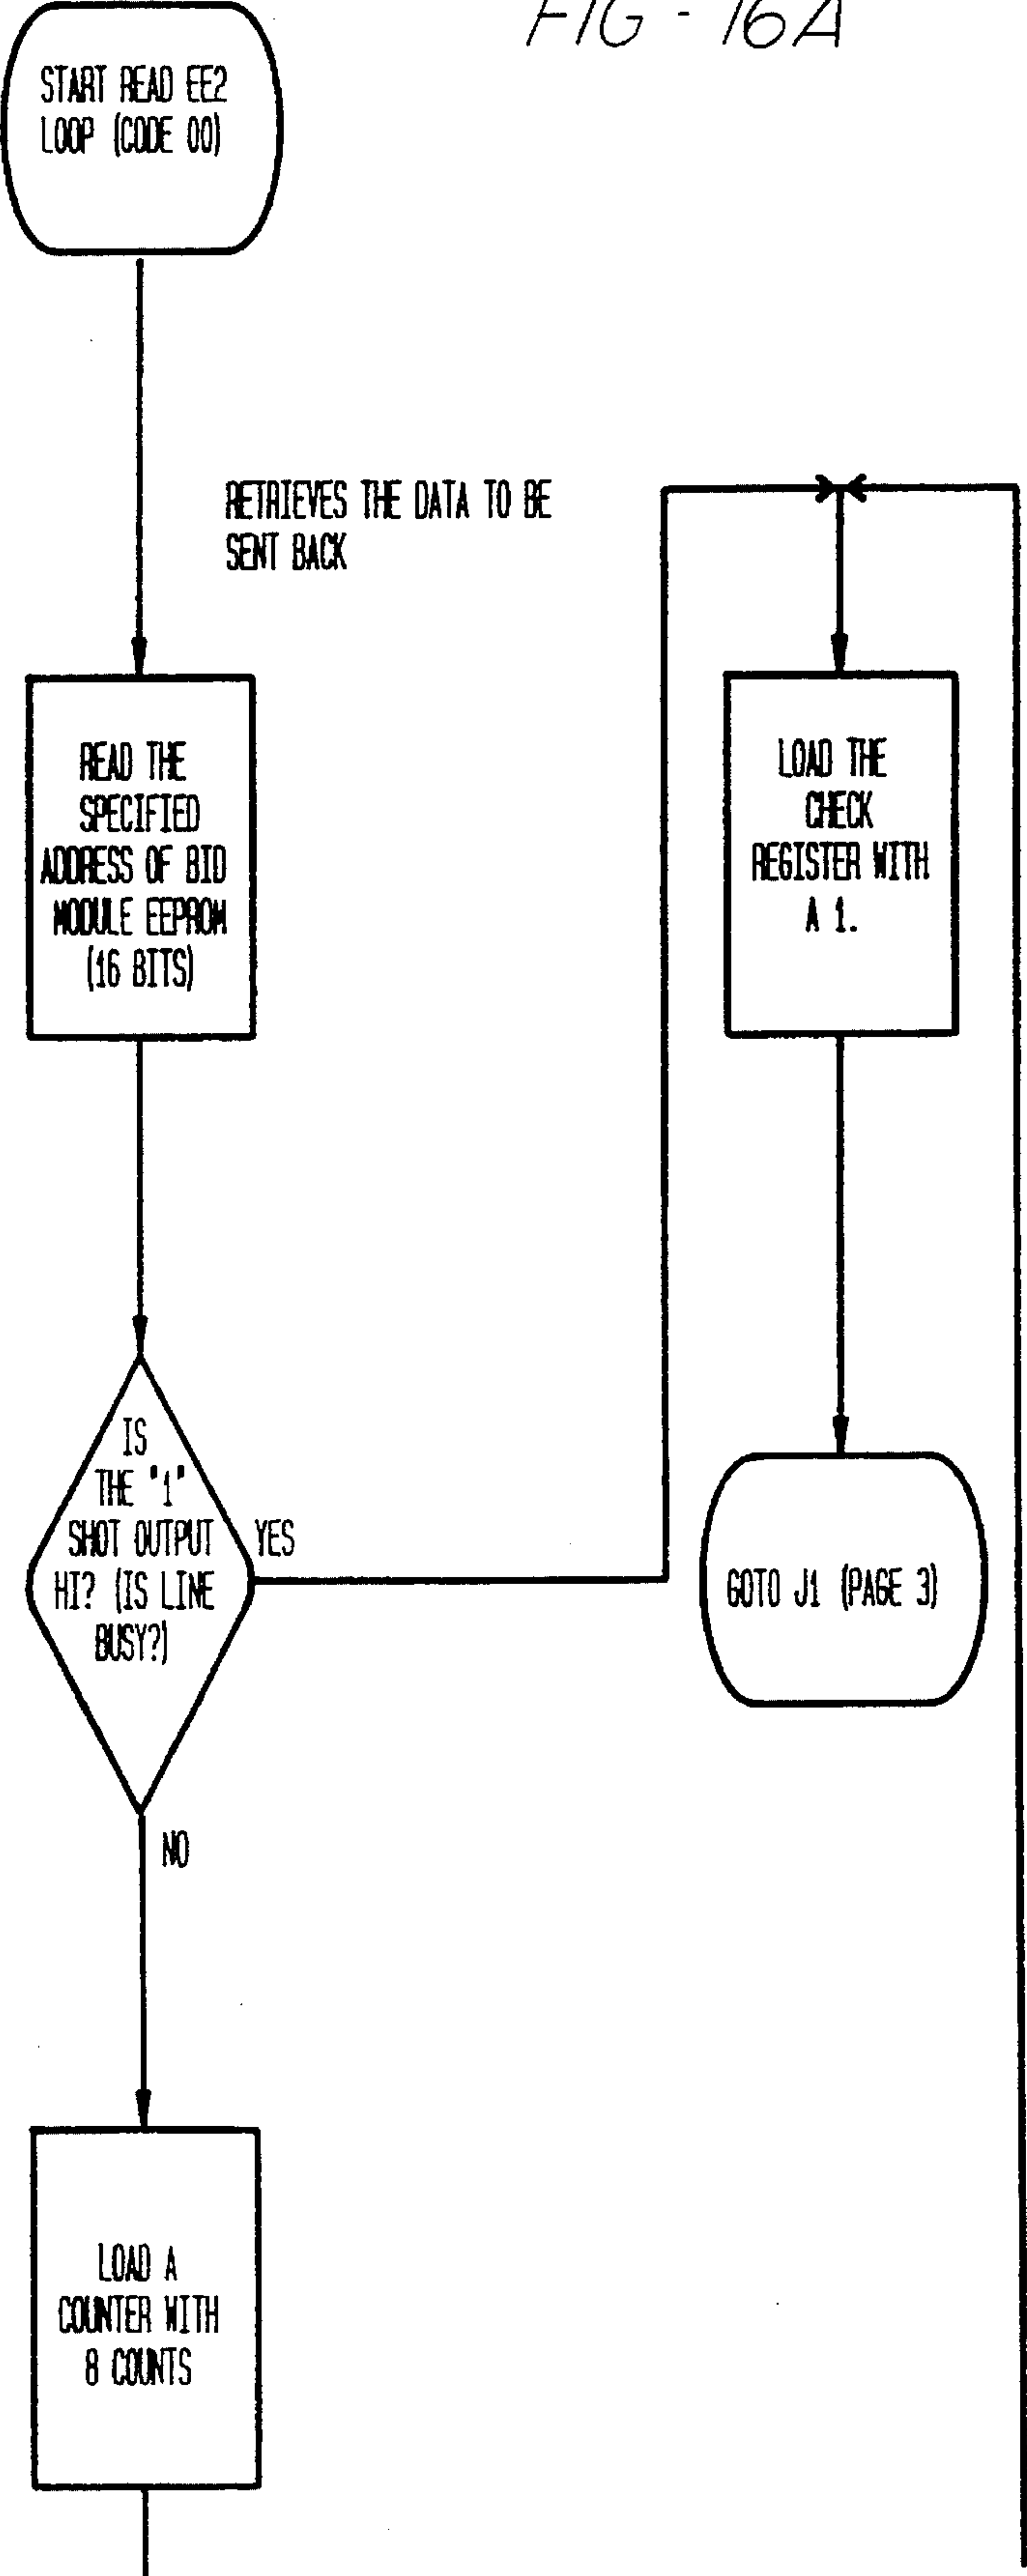 FIG - 16A
START READ EE2
LOOP (CODE 00)
RETRIEVES THE DATA TO BE
SENT BACK
READ THE
SPECIFIED
ADDRESS OF BID
MODULE EEPROM
(16 BITS)
LOAD THE
CHECK
REGISTER WITH
A 1.
IS
THE "1"
SHOT OUTPUT
HI? (IS LINE
BUSY?)
YES
GOTO J1 (PAGE 3)
NO
LOAD A
COUNTER WITH
8 COUNTS